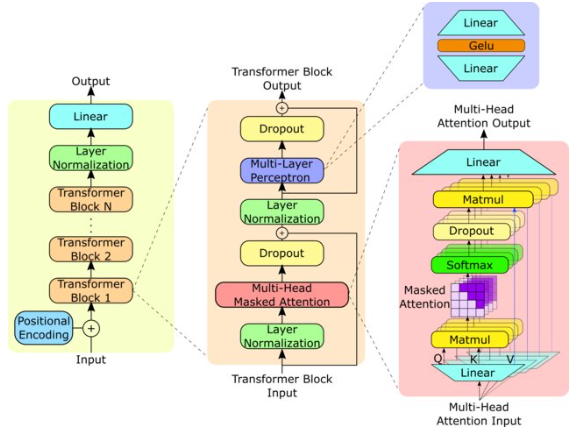 Output
Linear
Layer
Normalization
Transformer
Block N
Transformer
Block 2
Transformer
Block 1
Positional
Encoding
+
Input
Transformer Block
Output
+
Dropout
Multi-Layer
Perceptron
Layer
Normalization
+
Dropout
Multi-Head
Masked Attention
Layer
Normalization
Transformer Block
Input
Linear
Gelu
Linear
Multi-Head
Attention Output
Linear
Matmul
Dropout
Softmax
Masked
Attention
Matmul
Q K V
Linear
Multi-Head
Attention Input